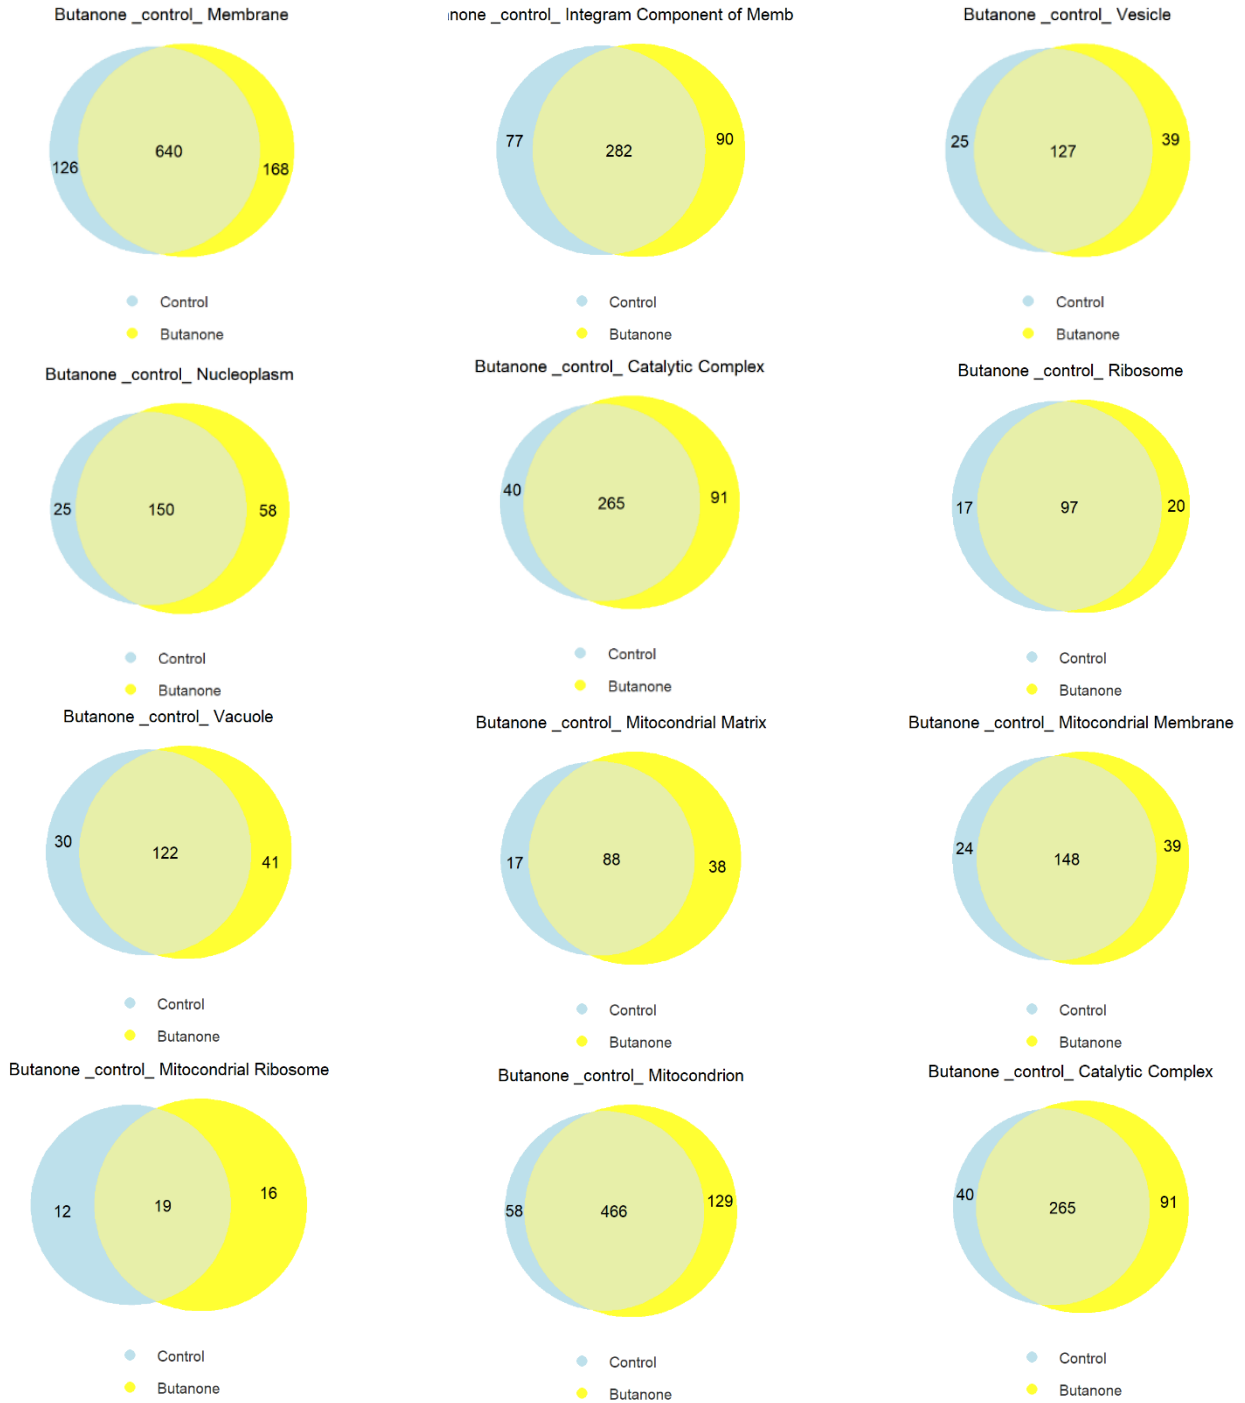 Butanone _control_ Membrane
126
640
168
Control
Butanone
none _control_ Integram Component of Memb
77
282
90
Control
Butanone
Butanone _control_ Vesicle
25
127
39
Control
Butanone
Butanone _control_ Nucleoplasm
25
150
58
Control
Butanone
Butanone _control_ Catalytic Complex
40
265
91
Control
Butanone
Butanone _control_ Ribosome
17
97
20
Control
Butanone
Butanone _control_ Vacuole
30
122
41
Control
Butanone
Butanone _control_ Mitocondrial Matrix
17
88
38
Control
Butanone
Butanone _control_ Mitocondrial Membrane
24
148
39
Control
Butanone
Butanone _control_ Mitocondrial Ribosome
12
19
16
Control
Butanone
Butanone _control_ Mitocondrion
58
466
129
Control
Butanone
Butanone _control_ Catalytic Complex
40
265
91
Control
Butanone